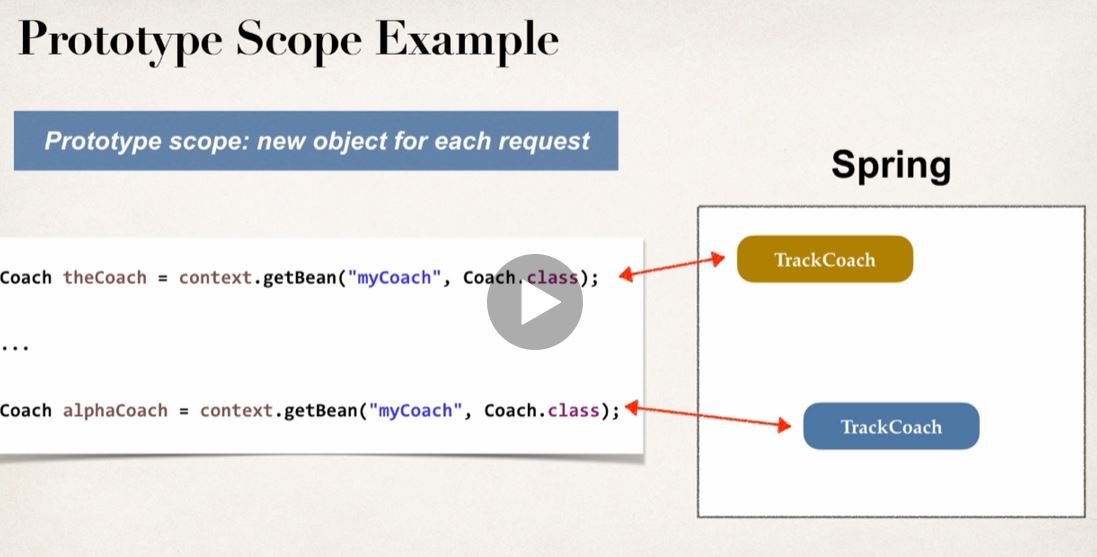 Prototype Scope Example
Prototype scope: new object for each request
Spring
Coach theCoach = context.getBean("myCoach", Coach.class);
TrackCoach
...
Coach alphaCoach = context.getBean("myCoach", Coach.class);
TrackCoach